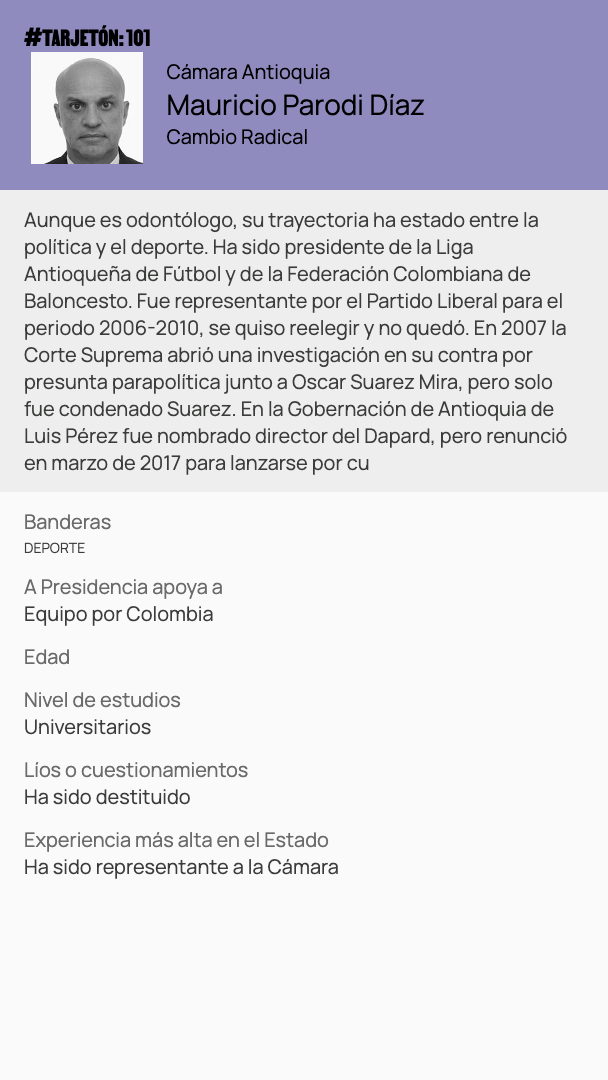 #TARJETÓN: 101
Cámara Antioquia
Mauricio Parodi Díaz
Cambio Radical
Aunque es odontólogo, su trayectoria ha estado entre la
política y el deporte. Ha sido presidente de la Liga
Antioqueña de Fútbol y de la Federación Colombiana de
Baloncesto. Fue representante por el Partido Liberal para el
periodo 2006-2010, se quiso reelegir y no quedó. En 2007 la
Corte Suprema abrió una investigación en su contra por
presunta parapolítica junto a Oscar Suarez Mira, pero solo
fue condenado Suarez. En la Gobernación de Antioquia de
Luis Pérez fue nombrado director del Dapard, pero renunció
en marzo de 2017 para lanzarse por cu
Banderas
DEPORTE
A Presidencia apoya a
Equipo por Colombia
Edad
Nivel de estudios
Universitarios
Líos o cuestionamientos
Ha sido destituido
Experiencia más alta en el Estado
Ha sido representante a la Cámara